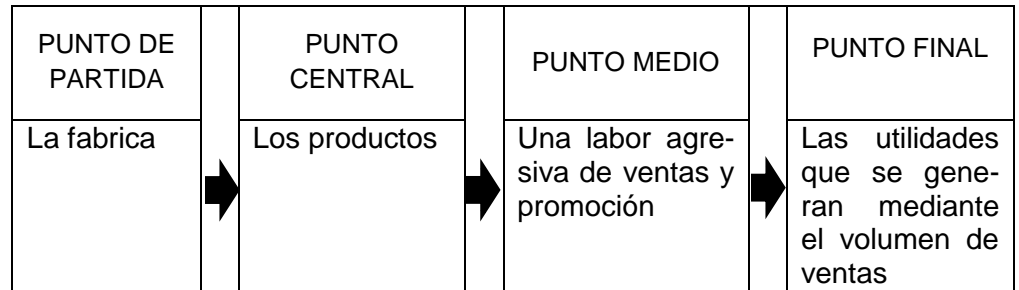 PUNTO DE
PARTIDA
PUNTO
CENTRAL
PUNTO MEDIO
PUNTO FINAL
La fabrica
Los productos
Una labor agre-
siva de ventas y
promoción
Las utilidades
que se gene-
ran mediante
el volumen de
ventas